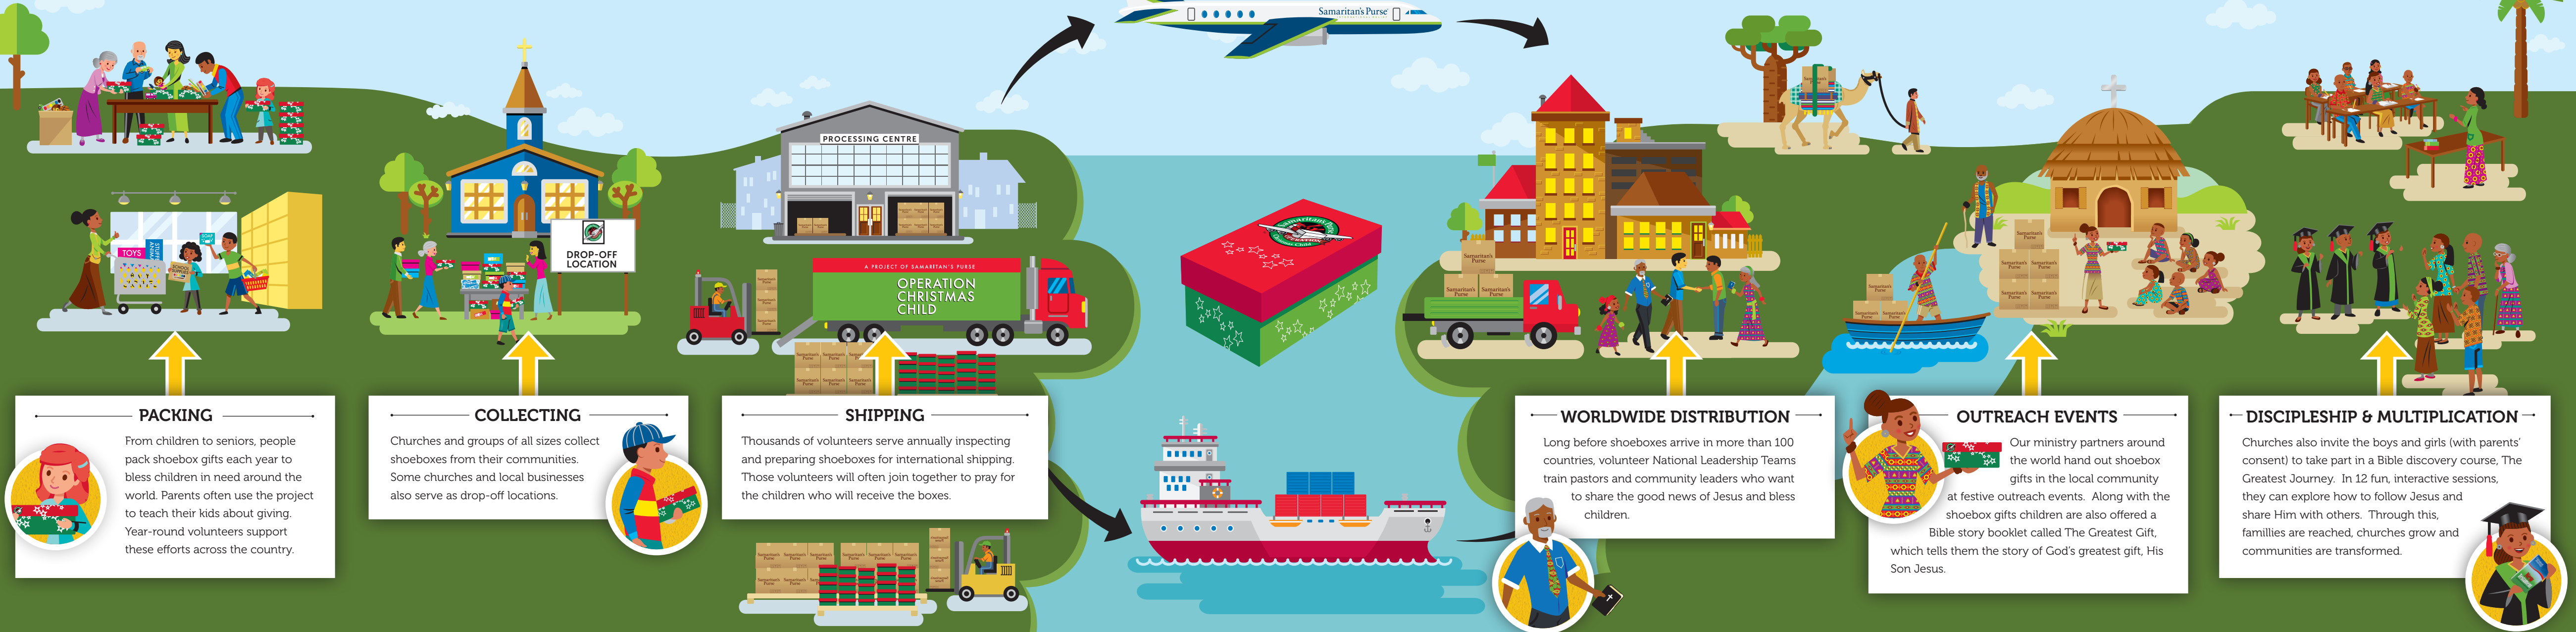 Samaritan's Purse
PROCESSING CENTRE
TOYS
SOAP
SCHOOL SUPPLIES
DROP-OFF
LOCATION
A PROJECT OF SAMARITAN'S PURSE
OPERATION
CHRISTMAS
CHILD
Samaritan's
Purse
PACKING
From children to seniors, people
pack shoebox gifts each year to
bless children in need around the
world. Parents often use the project
to teach their kids about giving.
Year-round volunteers support
these efforts across the country.
COLLECTING
Churches and groups of all sizes collect
shoeboxes from their communities.
Some churches and local businesses
also serve as drop-off locations.
SHIPPING
Thousands of volunteers serve annually inspecting
and preparing shoeboxes for international shipping.
Those volunteers will often join together to pray for
the children who will receive the boxes.
WORLDWIDE DISTRIBUTION
Long before shoeboxes arrive in more than 100
countries, volunteer National Leadership Teams
train pastors and community leaders who want
to share the good news of Jesus and bless
children.
OUTREACH EVENTS
Our ministry partners around
the world hand out shoebox
gifts in the local community
at festive outreach events. Along with the
shoebox gifts children are also offered a
Bible story booklet called The Greatest Gift,
which tells them the story of God's greatest gift, His
Son Jesus.
DISCIPLESHIP & MULTIPLICATION
Churches also invite the boys and girls (with parents'
consent) to take part in a Bible discovery course, The
Greatest Journey. In 12 fun, interactive sessions,
they can explore how to follow Jesus and
share Him with others. Through this,
families are reached, churches grow and
communities are transformed.